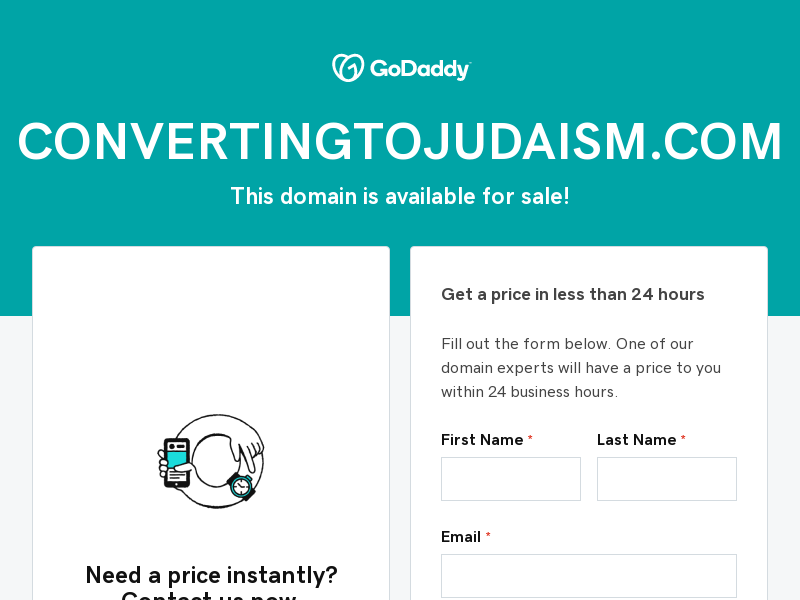 GoDaddy
CONVERTINGTOJUDAISM.COM
This domain is available for sale!
Need a price instantly?
Contact us now.
Get a price in less than 24 hours
Fill out the form below. One of our
domain experts will have a price to you
within 24 business hours.
First Name *
Last Name *
Email *